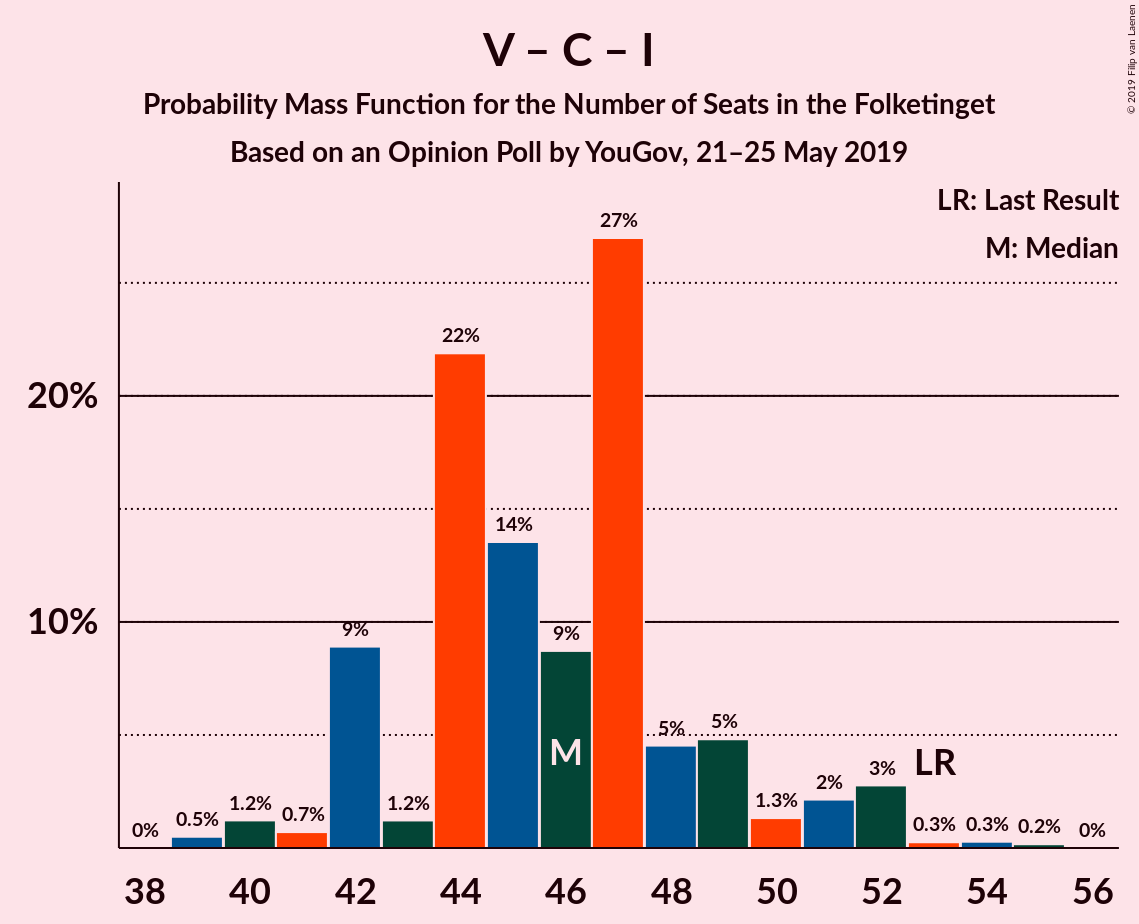 V – C – I
Probability Mass Function for the Number of Seats in the Folketinget
Based on an Opinion Poll by YouGov, 21–25 May 2019
© 2019 Filip van Laenen
LR: Last Result
M: Median
27%
22%
20%
14%
10%
9%
9%
M
5%
5%
LR
3%
2%
1.3%
1.2%
1.2%
0.7%
0.5%
0%
0.3%
0.3%
0.2%
0%
38 40 42 44 46 48 50 52 54 56